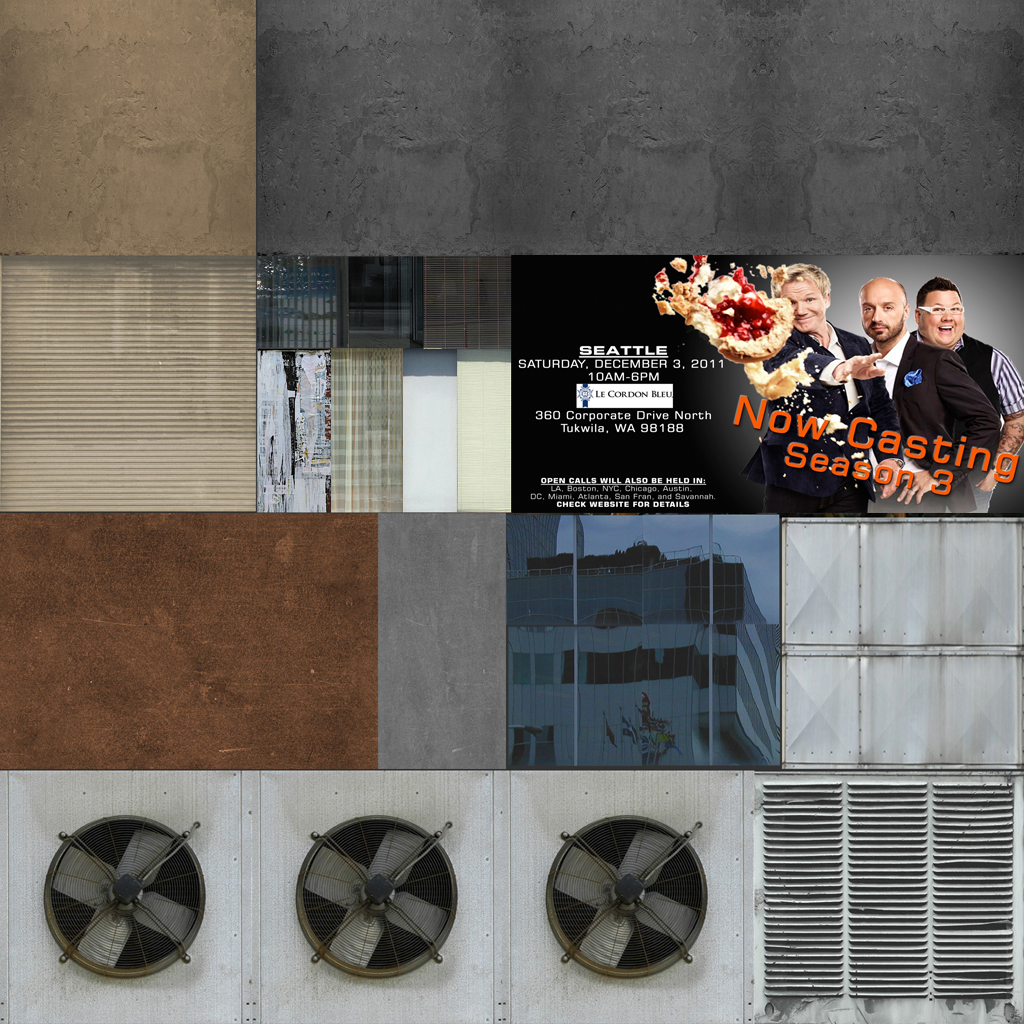 SEATTLE
SATURDAY, DECEMBER 3, 2011
10AM-6PM
LE CORDON BLEU
360 Corporate Drive North
Tukwila, WA 98188
Now Casting
Season 3
OPEN CALLS WILL ALSO BE HELD IN:
LA, Boston, NYC, Chicago, Austin,
DC, Miami, Atlanta, San Fran, and Savannah.
CHECK WEBSITE FOR DETAILS